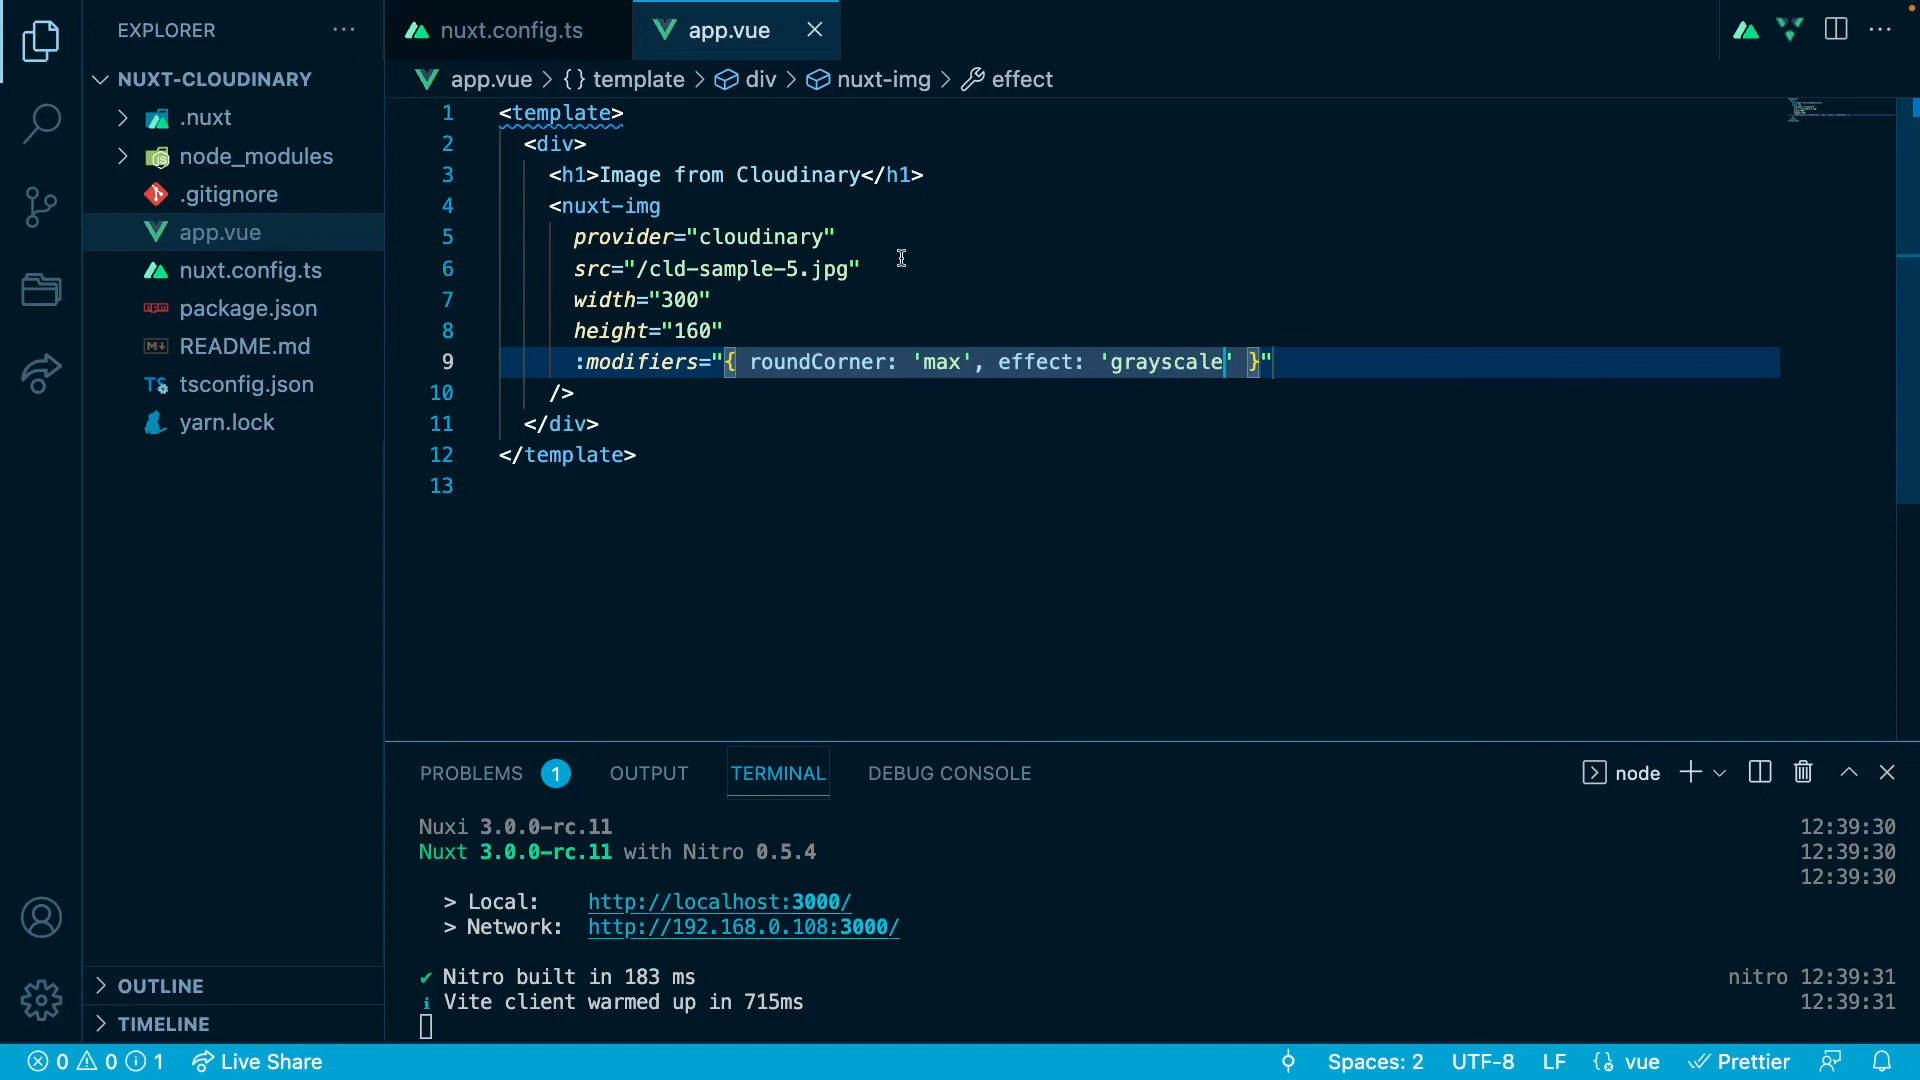 EXPLORER
nuxt.config.ts
app.vue
NUXT-CLOUDINARY
app.vue > {} template > div > nuxt-img > effect
.nuxt
node_modules
.gitignore
app.vue
nuxt.config.ts
package.json
README.md
tsconfig.json
yarn.lock
OUTLINE
TIMELINE
1 <template>
2 <div>
3 <h1>Image from Cloudinary</h1>
4 <nuxt-img
5 provider="cloudinary"
6 src="/cld-sample-5.jpg"
7 width="300"
8 height="160"
9 :modifiers="{ roundCorner: 'max', effect: 'grayscale' }"
10 />
11 </div>
12 </template>
13
PROBLEMS 1 OUTPUT TERMINAL DEBUG CONSOLE node
Nuxi 3.0.0-rc.11 12:39:30
Nuxt 3.0.0-rc.11 with Nitro 0.5.4 12:39:30
12:39:30
> Local: http://localhost:3000/
> Network: http://192.168.0.108:3000/
✔ Nitro built in 183 ms nitro 12:39:31
ℹ Vite client warmed up in 715ms 12:39:31
0 0 1 Live Share Spaces: 2 UTF-8 LF {} vue Prettier